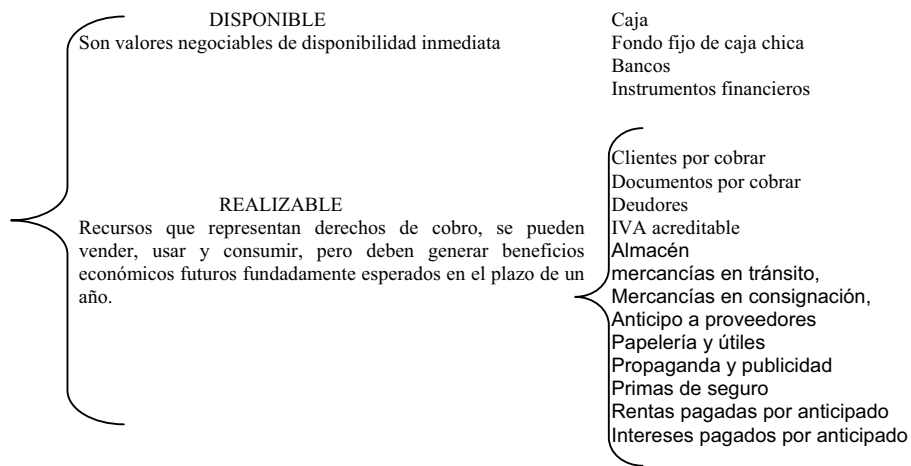 DISPONIBLE
Son valores negociables de disponibilidad inmediata
Caja
Fondo fijo de caja chica
Bancos
Instrumentos financieros
REALIZABLE
Recursos que representan derechos de cobro, se pueden
vender, usar y consumir, pero deben generar beneficios
económicos futuros fundadamente esperados en el plazo de un
año.
Clientes por cobrar
Documentos por cobrar
Deudores
IVA acreditable
Almacén
mercancías en tránsito,
Mercancías en consignación,
Anticipo a proveedores
Papelería y útiles
Propaganda y publicidad
Primas de seguro
Rentas pagadas por anticipado
Intereses pagados por anticipado